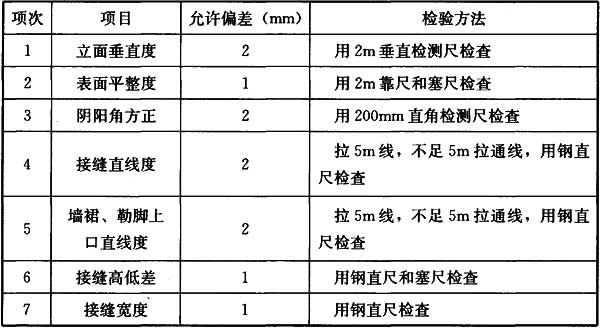 项次 项目 允许偏差（mm） 检验方法
1 立面垂直度 2 用2m垂直检测尺检查
2 表面平整度 1 用2m靠尺和塞尺检查
3 阴阳角方正 2 用200mm直角检测尺检查
4 接缝直线度 2 拉5m线，不足5m拉通线，用钢直
尺检查
5 墙裙、勒脚上
口直线度 2 拉5m线，不足5m拉通线，用钢直
尺检查
6 接缝高低差 1 用钢直尺和塞尺检查
7 接缝宽度 1 用钢直尺检查